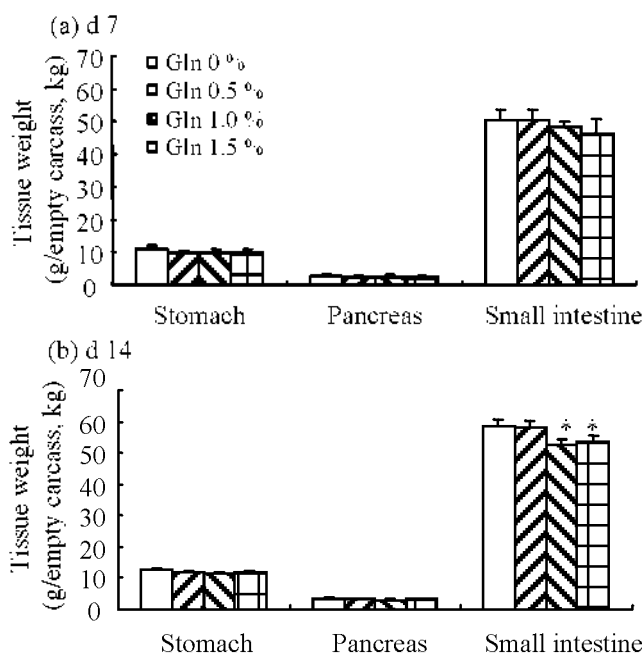 (a) d 7
Tissue weight
(g/empty carcass, kg)
70
60
50
40
30
20
10
0
Gln 0 %
Gln 0.5 %
Gln 1.0 %
Gln 1.5 %
Stomach Pancreas Small intestine
(b) d 14
Tissue weight
(g/empty carcass, kg)
70
60
50
40
30
20
10
0
* *
Stomach Pancreas Small intestine